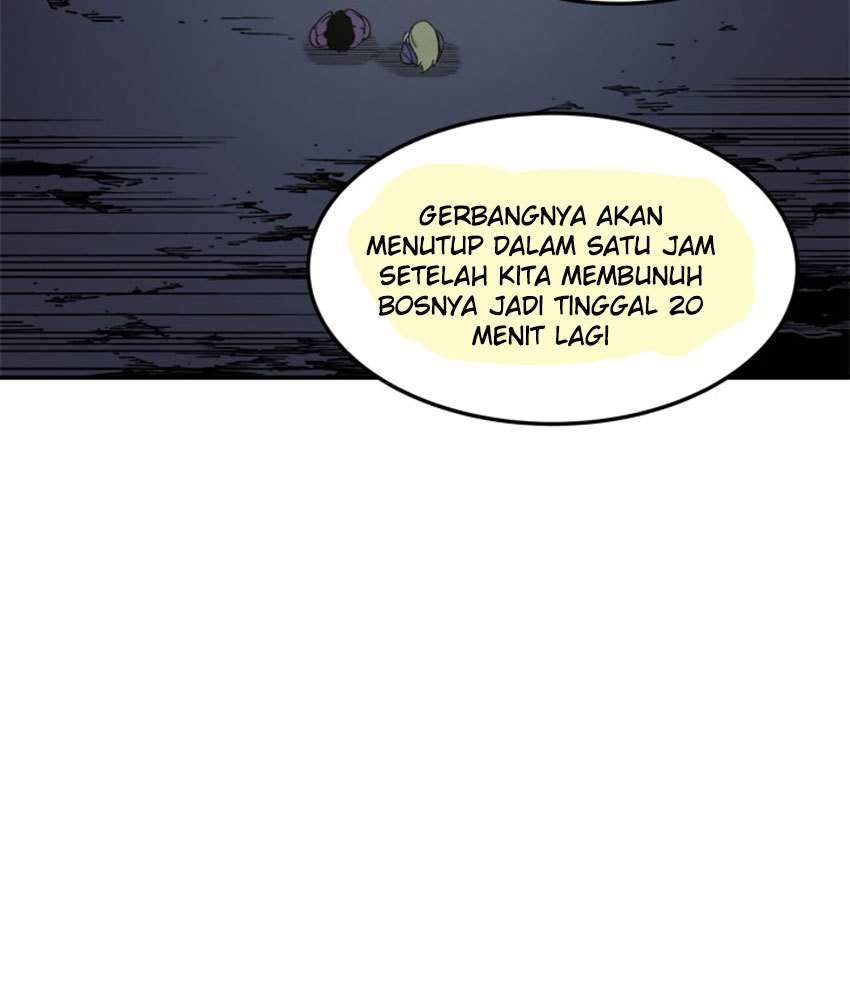 GERBANGNYA AKAN
MENUTUP DALAM SATU JAM
SETELAH KITA MEMBUNUH
BOSNYA JADI TINGGAL 20
MENIT LAGI